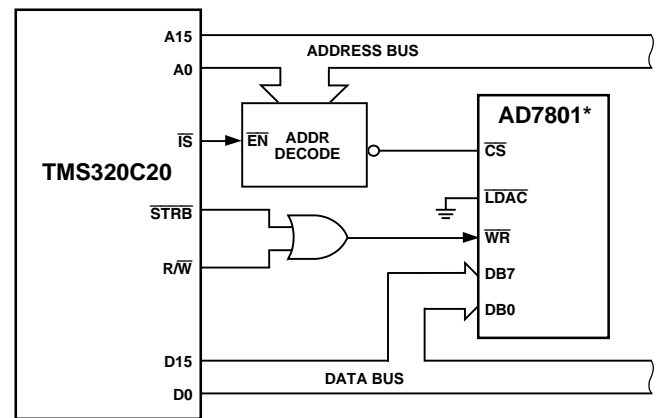 A15
ADDRESS BUS
A0
AD7801*
IS
EN
ADDR
DECODE
CS
TMS320C20
LDAC
STRB
WR
R/W
DB7
DB0
D15
DATA BUS
D0